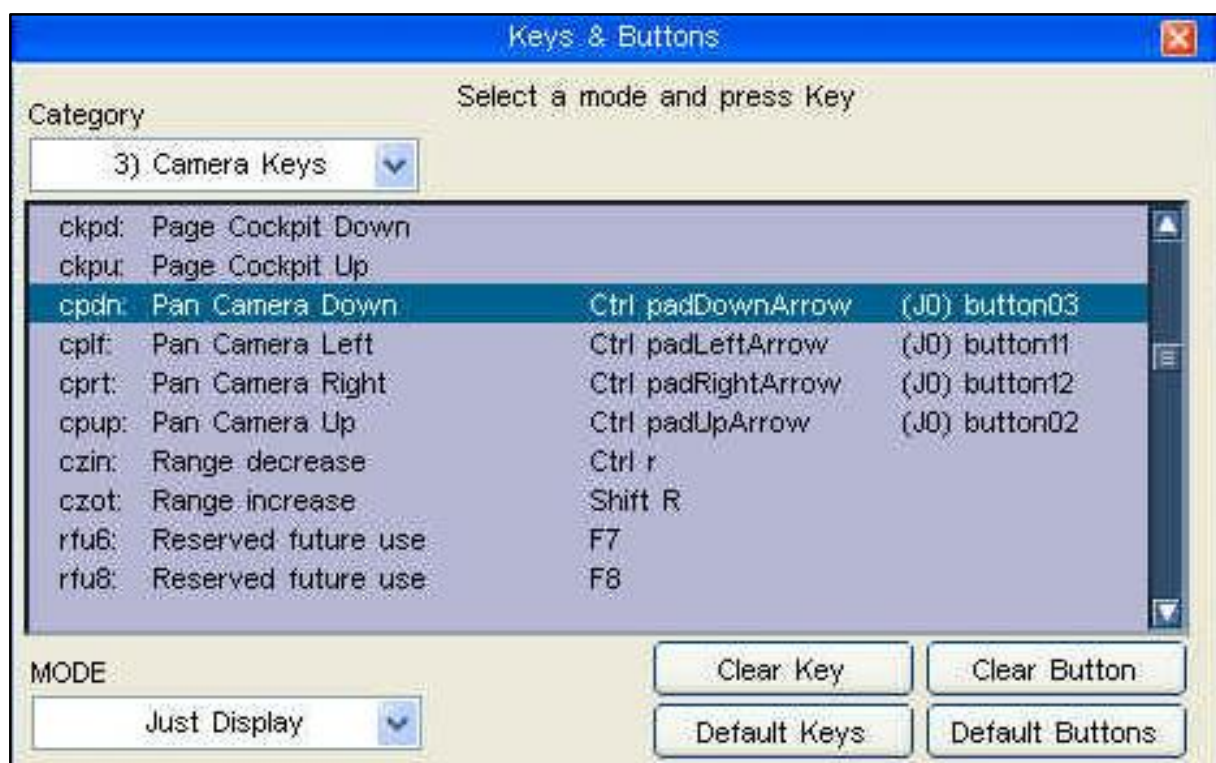 Keys & Buttons
Select a mode and press Key
Category
3) Camera Keys
ckpd: Page Cockpit Down
ckpu: Page Cockpit Up
cpdn: Pan Camera Down Ctrl padDownArrow (J0) button03
cplf: Pan Camera Left Ctrl padLeftArrow (J0) button11
cprt: Pan Camera Right Ctrl padRightArrow (J0) button12
cpup: Pan Camera Up Ctrl padUpArrow (J0) button02
czin: Range decrease Ctrl r
czot: Range increase Shift R
rfu6: Reserved future use F7
rfu8: Reserved future use F8
MODE
Just Display
Clear Key Clear Button
Default Keys Default Buttons